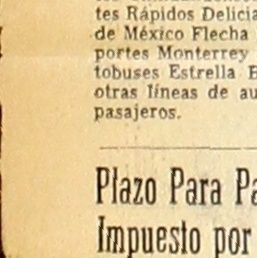 tes Rápidos Delicia
de México Flecha
portes Monterrey
tobuses Estrella B
otras líneas de au
pasajeros.
Plazo Para Pa
Impuesto por